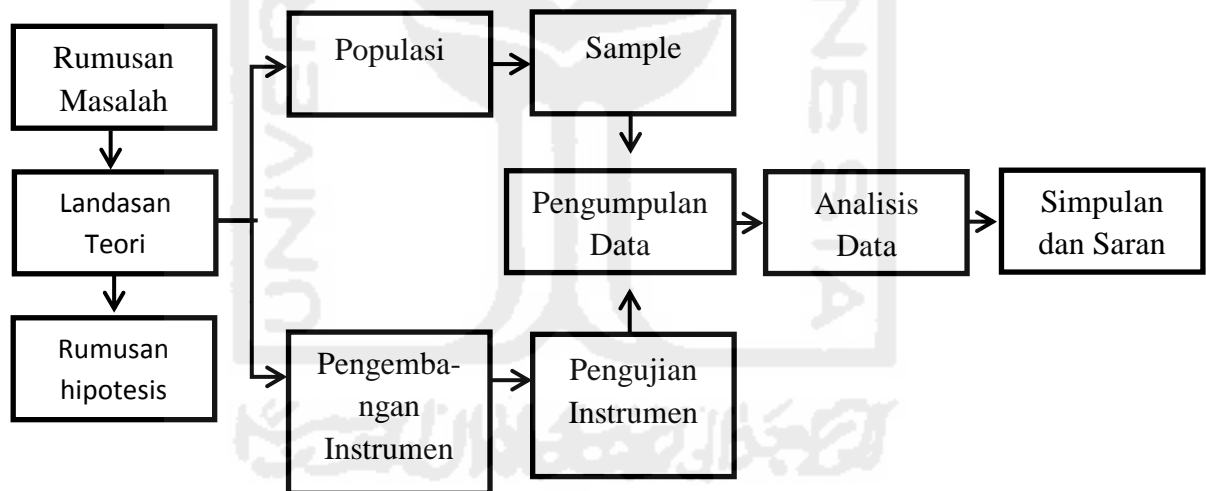 Rumusan
Masalah
Populasi
Sample
Landasan
Teori
Pengumpulan
Data
Analisis
Data
Simpulan
dan Saran
Rumusan
hipotesis
Pengemba-
ngan
Instrumen
Pengujian
Instrumen